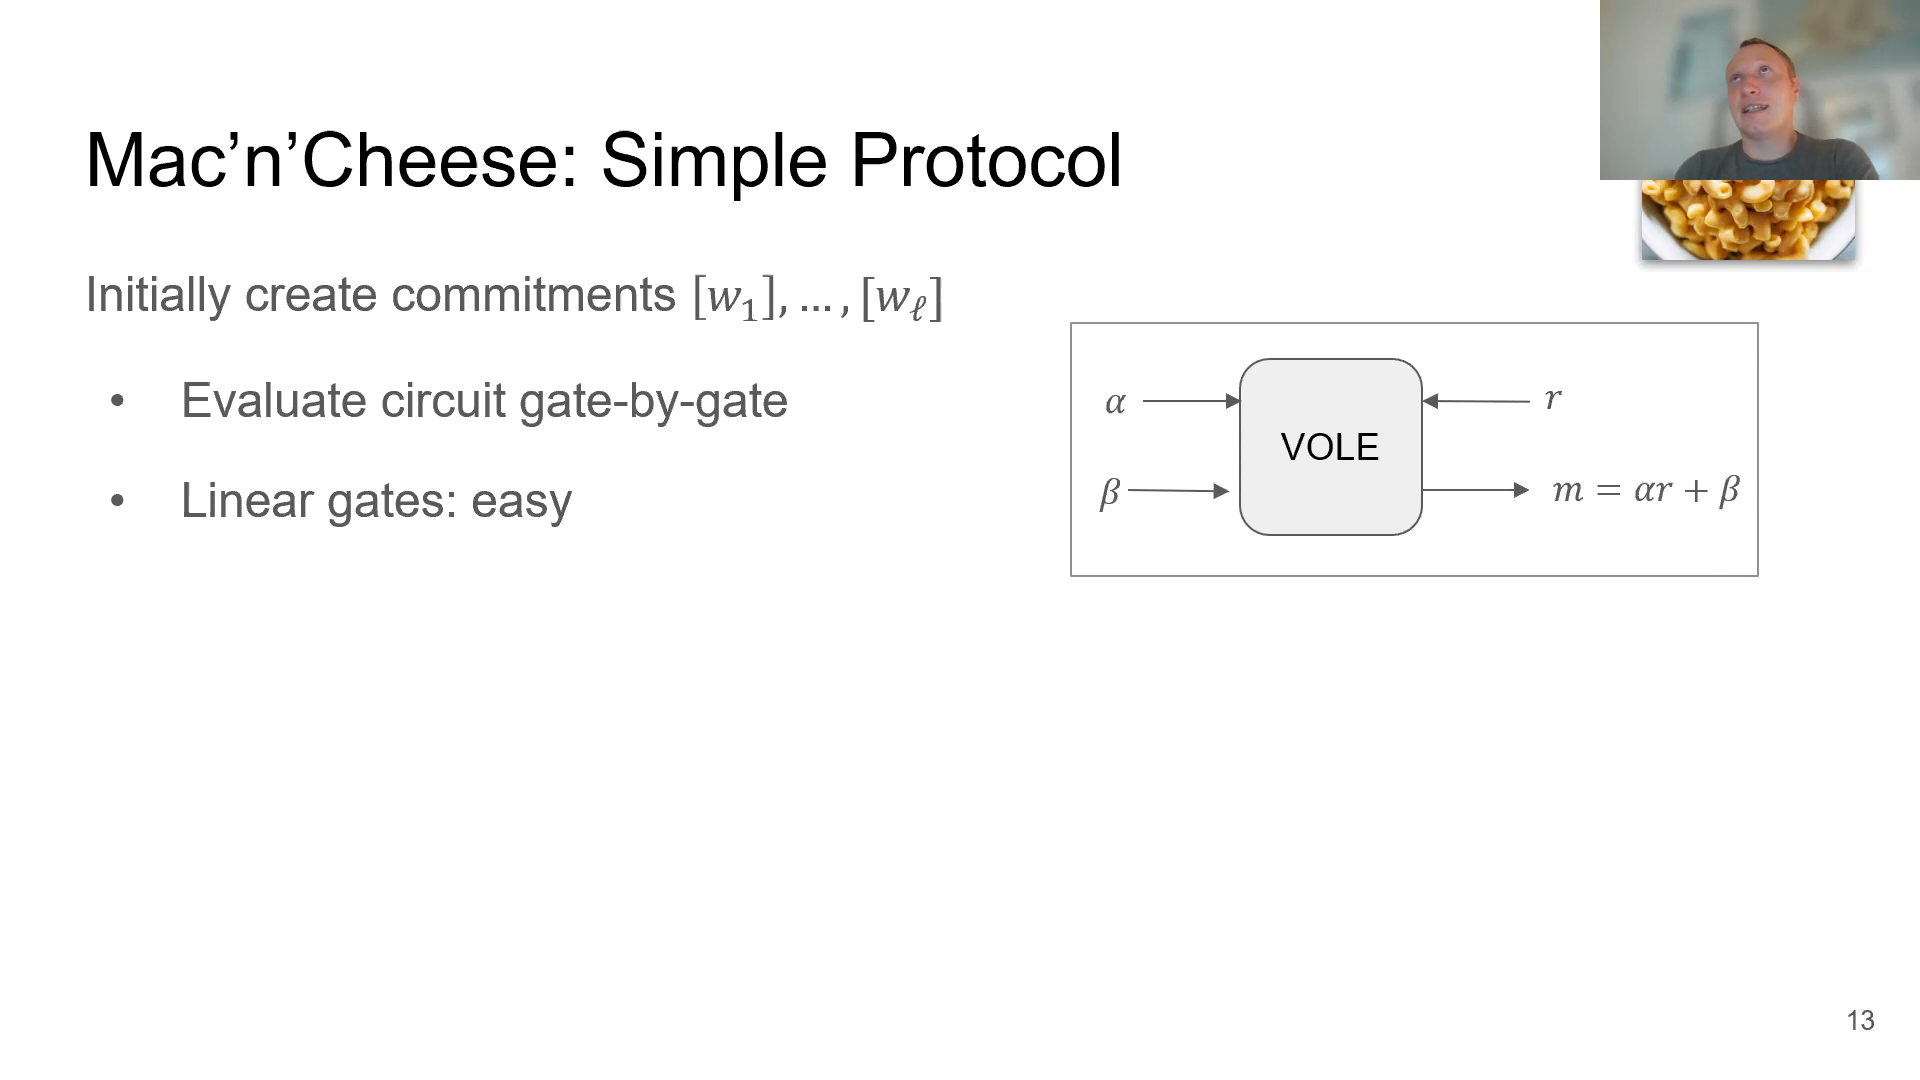 Mac’n’Cheese: Simple Protocol
Initially create commitments [w₁], … , [wℓ]
• Evaluate circuit gate-by-gate
• Linear gates: easy
α
β
VOLE
r
m = αr + β
13